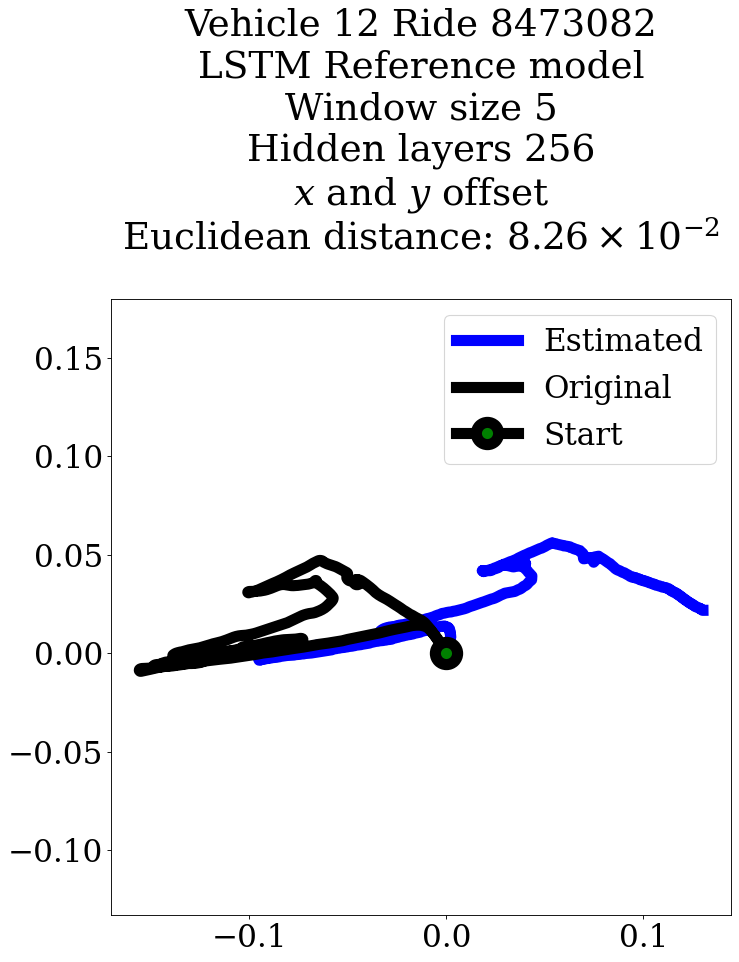 Vehicle 12 Ride 8473082
LSTM Reference model
Window size 5
Hidden layers 256
x and y offset
Euclidean distance: 8.26 × 10⁻²
Estimated
Original
Start
0.15
0.10
0.05
0.00
−0.05
−0.10
−0.1 0.0 0.1